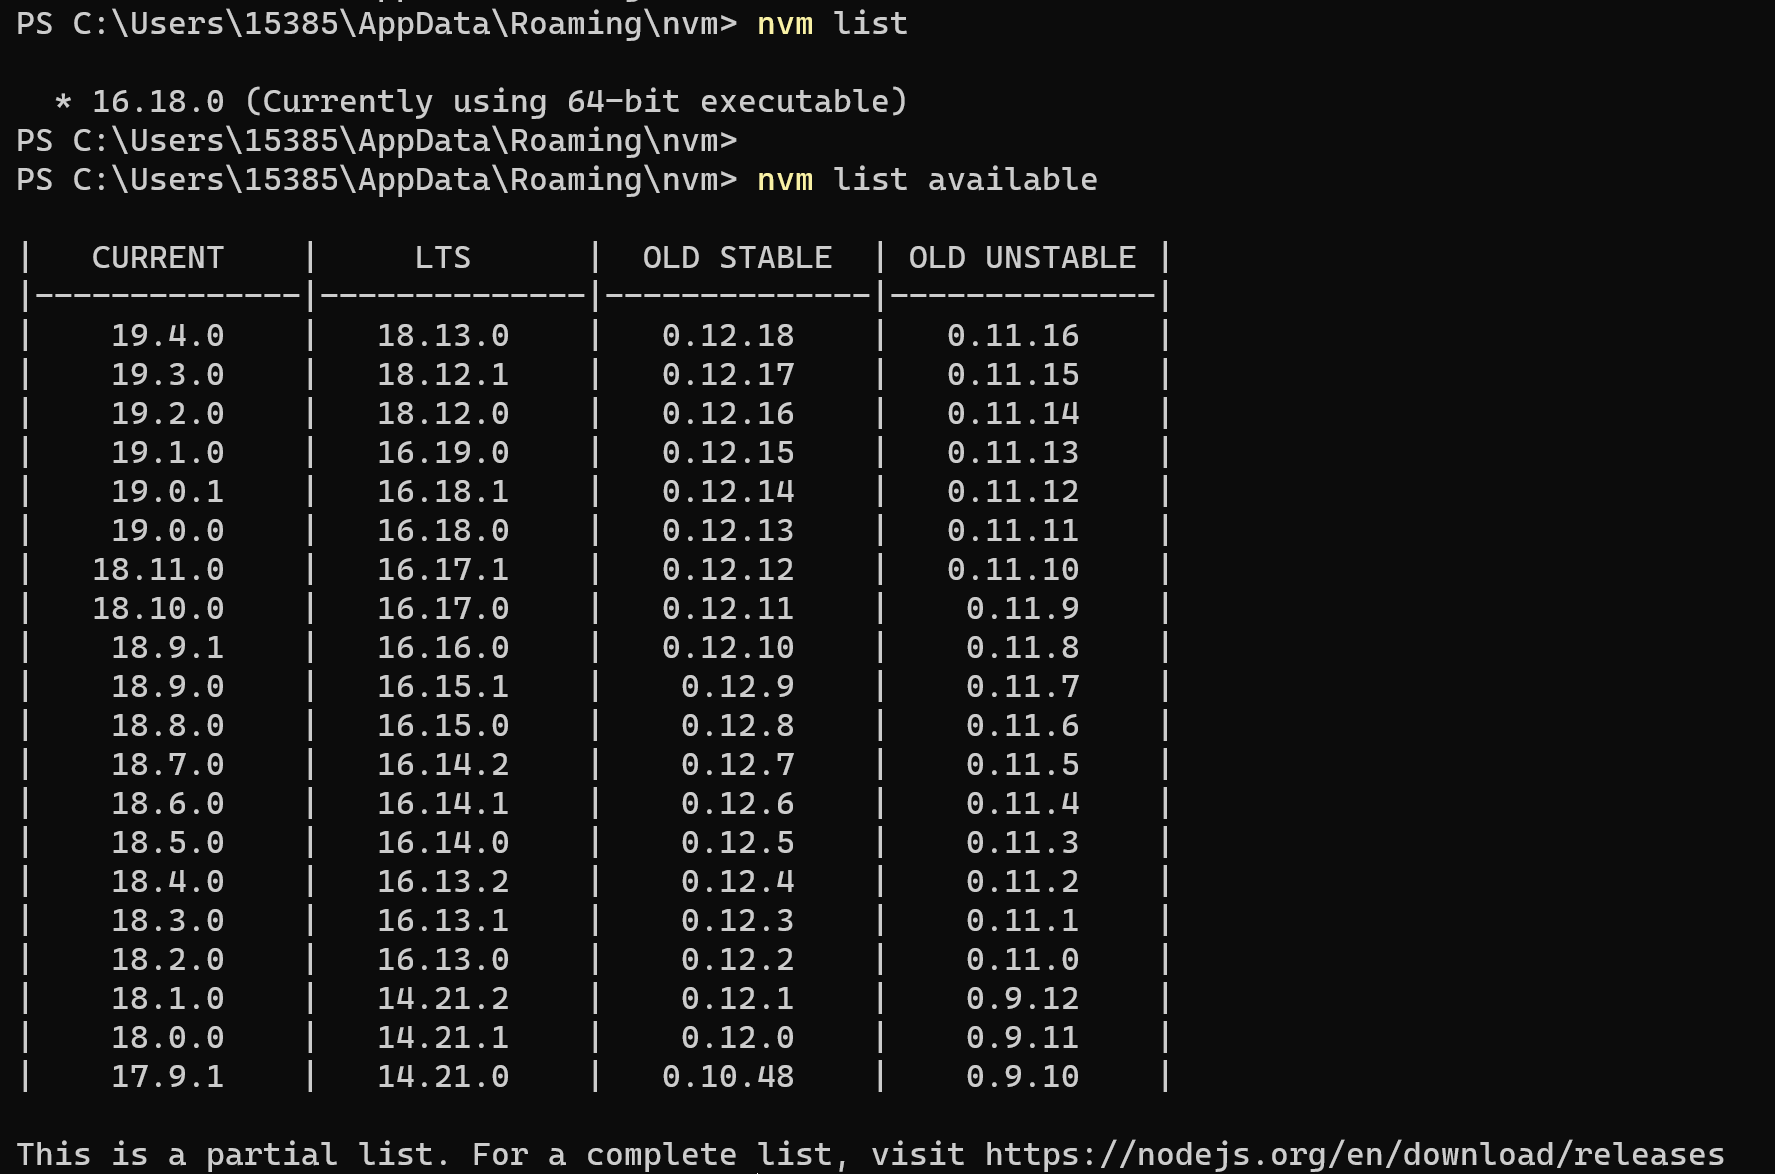 PS C:\Users\15385\AppData\Roaming\nvm> nvm list
* 16.18.0 (Currently using 64-bit executable)
PS C:\Users\15385\AppData\Roaming\nvm>
PS C:\Users\15385\AppData\Roaming\nvm> nvm list available
| CURRENT | LTS | OLD STABLE | OLD UNSTABLE |
|--------------|--------------|--------------|--------------|
| 19.4.0 | 18.13.0 | 0.12.18 | 0.11.16 |
| 19.3.0 | 18.12.1 | 0.12.17 | 0.11.15 |
| 19.2.0 | 18.12.0 | 0.12.16 | 0.11.14 |
| 19.1.0 | 16.19.0 | 0.12.15 | 0.11.13 |
| 19.0.1 | 16.18.1 | 0.12.14 | 0.11.12 |
| 19.0.0 | 16.18.0 | 0.12.13 | 0.11.11 |
| 18.11.0 | 16.17.1 | 0.12.12 | 0.11.10 |
| 18.10.0 | 16.17.0 | 0.12.11 | 0.11.9 |
| 18.9.1 | 16.16.0 | 0.12.10 | 0.11.8 |
| 18.9.0 | 16.15.1 | 0.12.9 | 0.11.7 |
| 18.8.0 | 16.15.0 | 0.12.8 | 0.11.6 |
| 18.7.0 | 16.14.2 | 0.12.7 | 0.11.5 |
| 18.6.0 | 16.14.1 | 0.12.6 | 0.11.4 |
| 18.5.0 | 16.14.0 | 0.12.5 | 0.11.3 |
| 18.4.0 | 16.13.2 | 0.12.4 | 0.11.2 |
| 18.3.0 | 16.13.1 | 0.12.3 | 0.11.1 |
| 18.2.0 | 16.13.0 | 0.12.2 | 0.11.0 |
| 18.1.0 | 14.21.2 | 0.12.1 | 0.9.12 |
| 18.0.0 | 14.21.1 | 0.12.0 | 0.9.11 |
| 17.9.1 | 14.21.0 | 0.10.48 | 0.9.10 |
This is a partial list. For a complete list, visit https://nodejs.org/en/download/releases